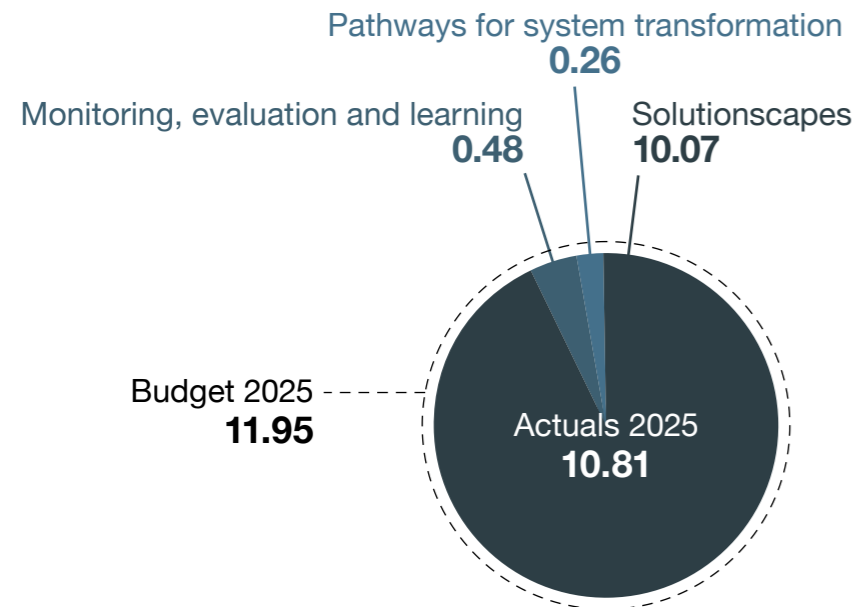 Pathways for system transformation
0.26
Monitoring, evaluation and learning
0.48
Solutionscapes
10.07
Budget 2025
11.95
Actuals 2025
10.81